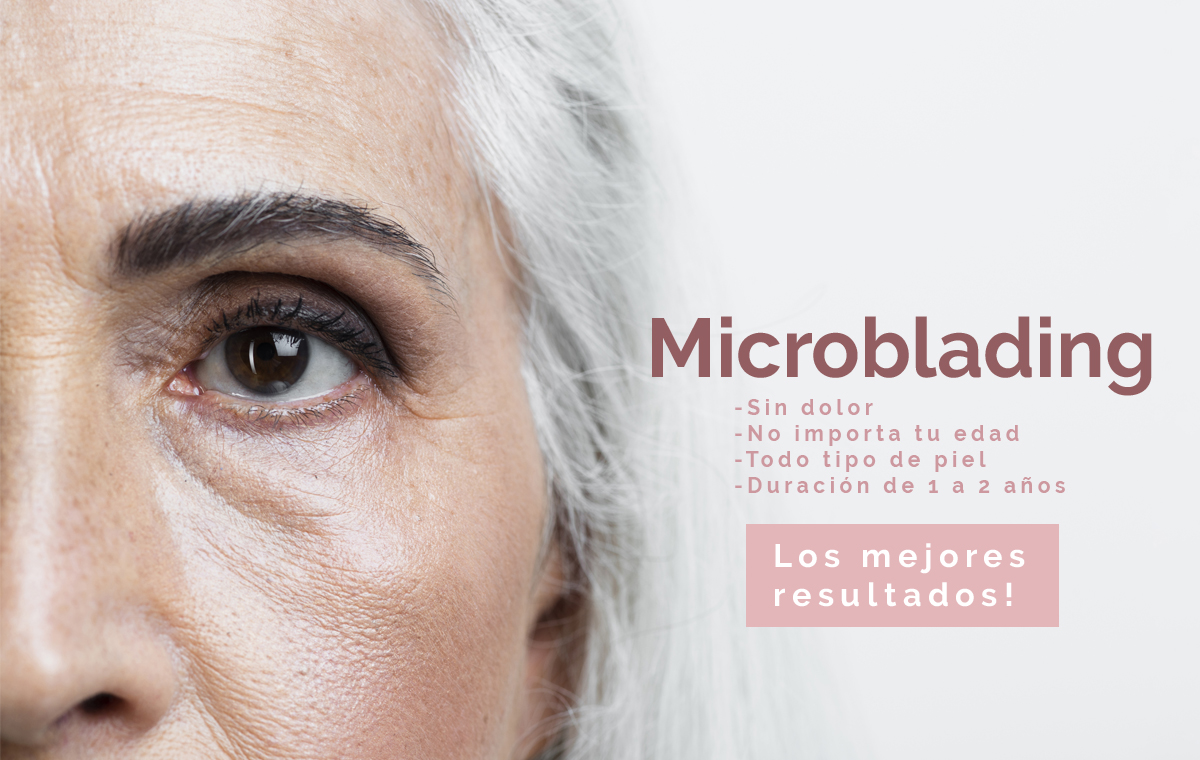 Microblading
-Sin dolor
-No importa tu edad
-Todo tipo de piel
-Duración de 1 a 2 años
Los mejores
resultados!